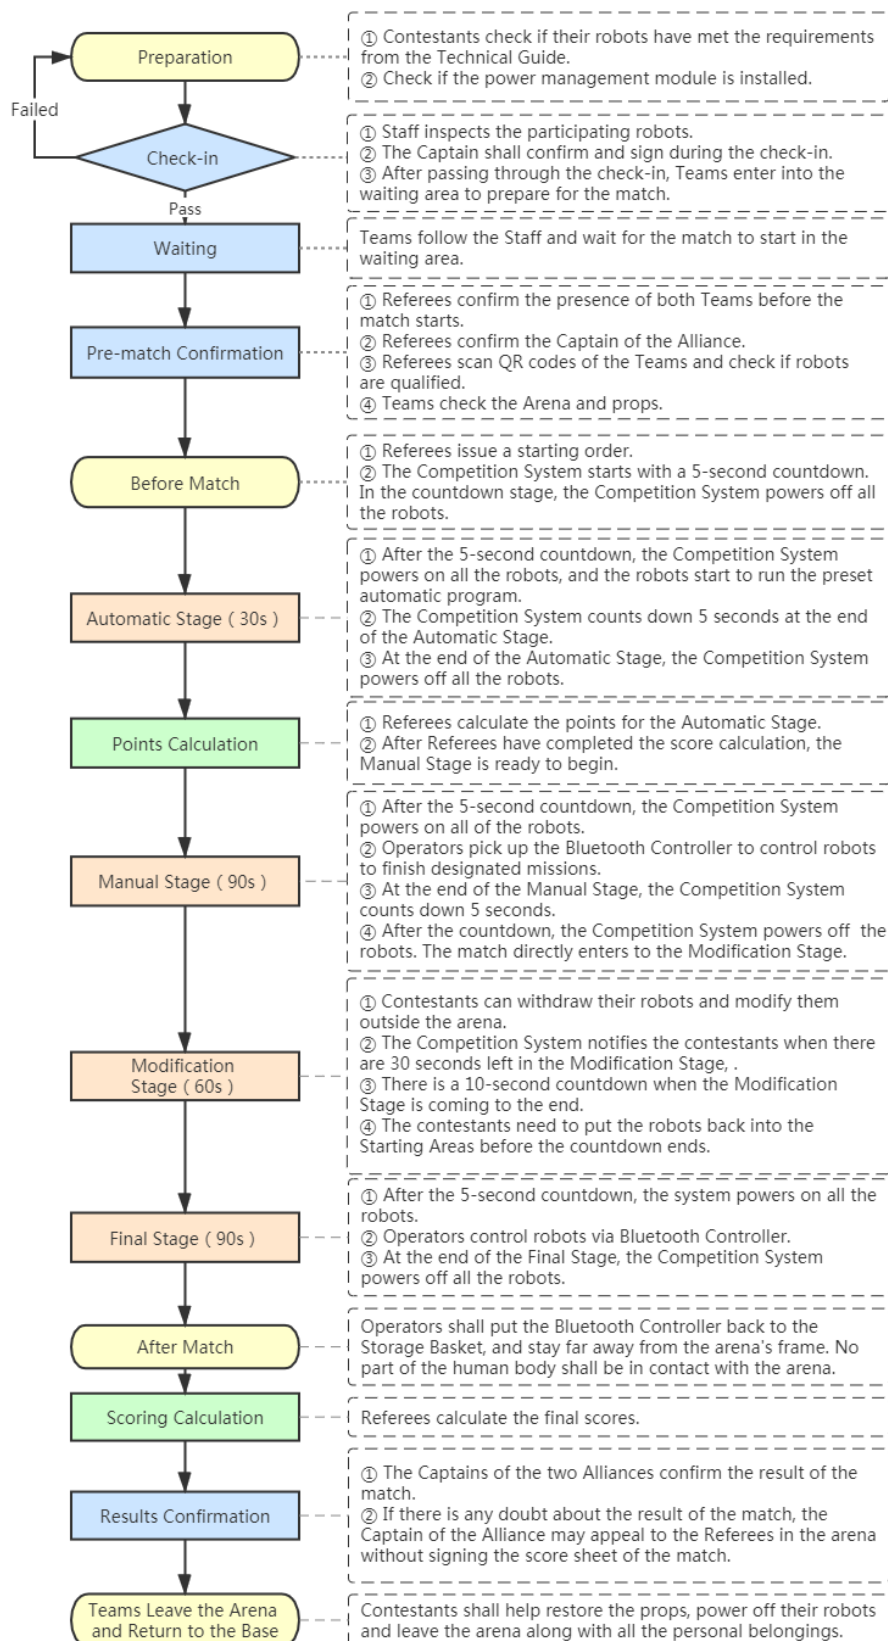 Preparation
① Contestants check if their robots have met the requirements
from the Technical Guide.
② Check if the power management module is installed.
Failed
Check-in
① Staff inspects the participating robots.
② The Captain shall confirm and sign during the check-in.
③ After passing through the check-in, Teams enter into the
waiting area to prepare for the match.
Pass
Waiting
Teams follow the Staff and wait for the match to start in the
waiting area.
Pre-match Confirmation
① Referees confirm the presence of both Teams before the
match starts.
② Referees confirm the Captain of the Alliance.
③ Referees scan QR codes of the Teams and check if robots
are qualified.
④ Teams check the Arena and props.
Before Match
① Referees issue a starting order.
② The Competition System starts with a 5-second countdown.
In the countdown stage, the Competition System powers off all
the robots.
Automatic Stage ( 30s )
① After the 5-second countdown, the Competition System
powers on all the robots, and the robots start to run the preset
automatic program.
② The Competition System counts down 5 seconds at the end
of the Automatic Stage.
③ At the end of the Automatic Stage, the Competition System
powers off all the robots.
Points Calculation
① Referees calculate the points for the Automatic Stage.
② After Referees have completed the score calculation, the
Manual Stage is ready to begin.
Manual Stage ( 90s )
① After the 5-second countdown, the Competition System
powers on all of the robots.
② Operators pick up the Bluetooth Controller to control robots
to finish designated missions.
③ At the end of the Manual Stage, the Competition System
counts down 5 seconds.
④ After the countdown, the Competition System powers off the
robots. The match directly enters to the Modification Stage.
Modification
Stage ( 60s )
① Contestants can withdraw their robots and modify them
outside the arena.
② The Competition System notifies the contestants when there
are 30 seconds left in the Modification Stage, .
③ There is a 10-second countdown when the Modification
Stage is coming to the end.
④ The contestants need to put the robots back into the
Starting Areas before the countdown ends.
Final Stage ( 90s )
① After the 5-second countdown, the system powers on all the
robots.
② Operators control robots via Bluetooth Controller.
③ At the end of the Final Stage, the Competition System
powers off all the robots.
After Match
Operators shall put the Bluetooth Controller back to the
Storage Basket, and stay far away from the arena's frame. No
part of the human body shall be in contact with the arena.
Scoring Calculation
Referees calculate the final scores.
Results Confirmation
① The Captains of the two Alliances confirm the result of the
match.
② If there is any doubt about the result of the match, the
Captain of the Alliance may appeal to the Referees in the arena
without signing the score sheet of the match.
Teams Leave the Arena
and Return to the Base
Contestants shall help restore the props, power off their robots
and leave the arena along with all the personal belongings.